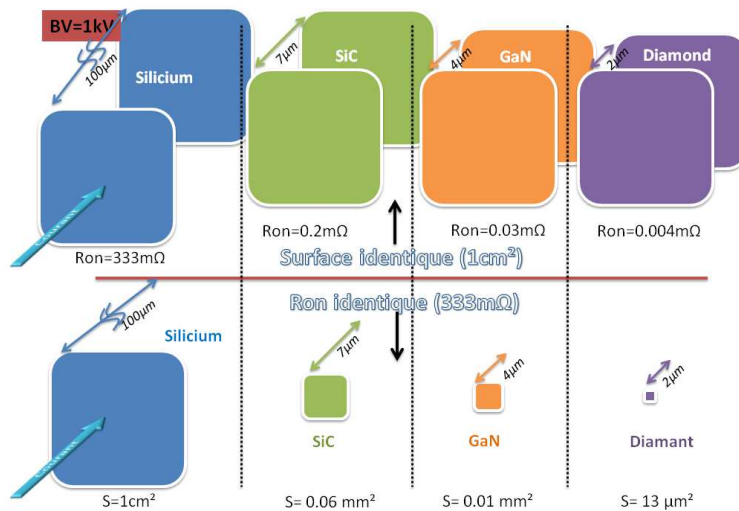 BV=1kV
100µm
Silicium
Courant
Ron=333mΩ
7µm
SiC
Ron=0.2mΩ
4µm
GaN
Ron=0.03mΩ
2µm
Diamond
Ron=0.004mΩ
Surface identique (1cm²)
Ron identique (333mΩ)
100µm
Silicium
Courant
S=1cm²
7µm
SiC
S= 0.06 mm²
4µm
GaN
S= 0.01 mm²
2µm
Diamant
S= 13 µm²